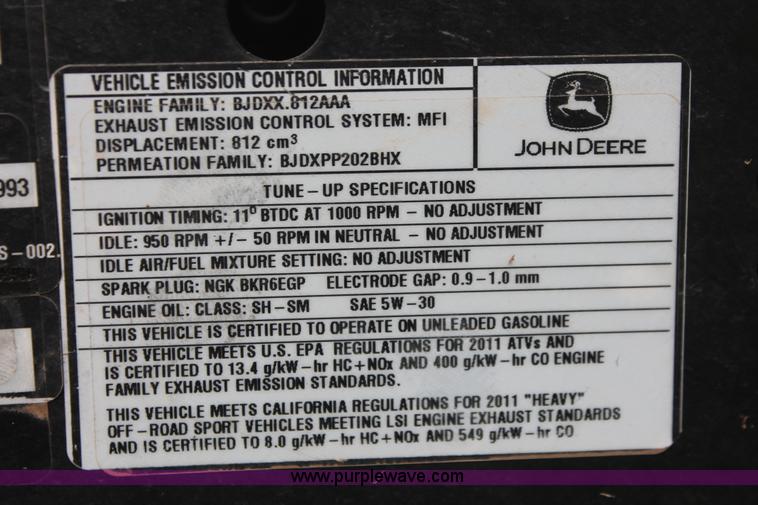 VEHICLE EMISSION CONTROL INFORMATION
ENGINE FAMILY: BJDXX.812AAA
EXHAUST EMISSION CONTROL SYSTEM: MFI
DISPLACEMENT: 812 cm³
PERMEATION FAMILY: BJDXPP202BHX
JOHN DEERE
TUNE-UP SPECIFICATIONS
IGNITION TIMING: 11° BTDC AT 1000 RPM - NO ADJUSTMENT
IDLE: 950 RPM +/- 50 RPM IN NEUTRAL - NO ADJUSTMENT
IDLE AIR/FUEL MIXTURE SETTING: NO ADJUSTMENT
SPARK PLUG: NGK BKR6EGP ELECTRODE GAP: 0.9-1.0 mm
ENGINE OIL: CLASS: SH-SM SAE 5W-30
THIS VEHICLE IS CERTIFIED TO OPERATE ON UNLEADED GASOLINE
THIS VEHICLE MEETS U.S. EPA REGULATIONS FOR 2011 ATVs AND
IS CERTIFIED TO 13.4 g/kW-hr HC+NOx AND 400 g/kW-hr CO ENGINE
FAMILY EXHAUST EMISSION STANDARDS.
THIS VEHICLE MEETS CALIFORNIA REGULATIONS FOR 2011 "HEAVY"
OFF-ROAD SPORT VEHICLES MEETING LSI ENGINE EXHAUST STANDARDS
AND IS CERTIFIED TO 8.0 g/kW-hr HC+NOx AND 549 g/kW-hr CO
993
S-002.
www.purplewave.com